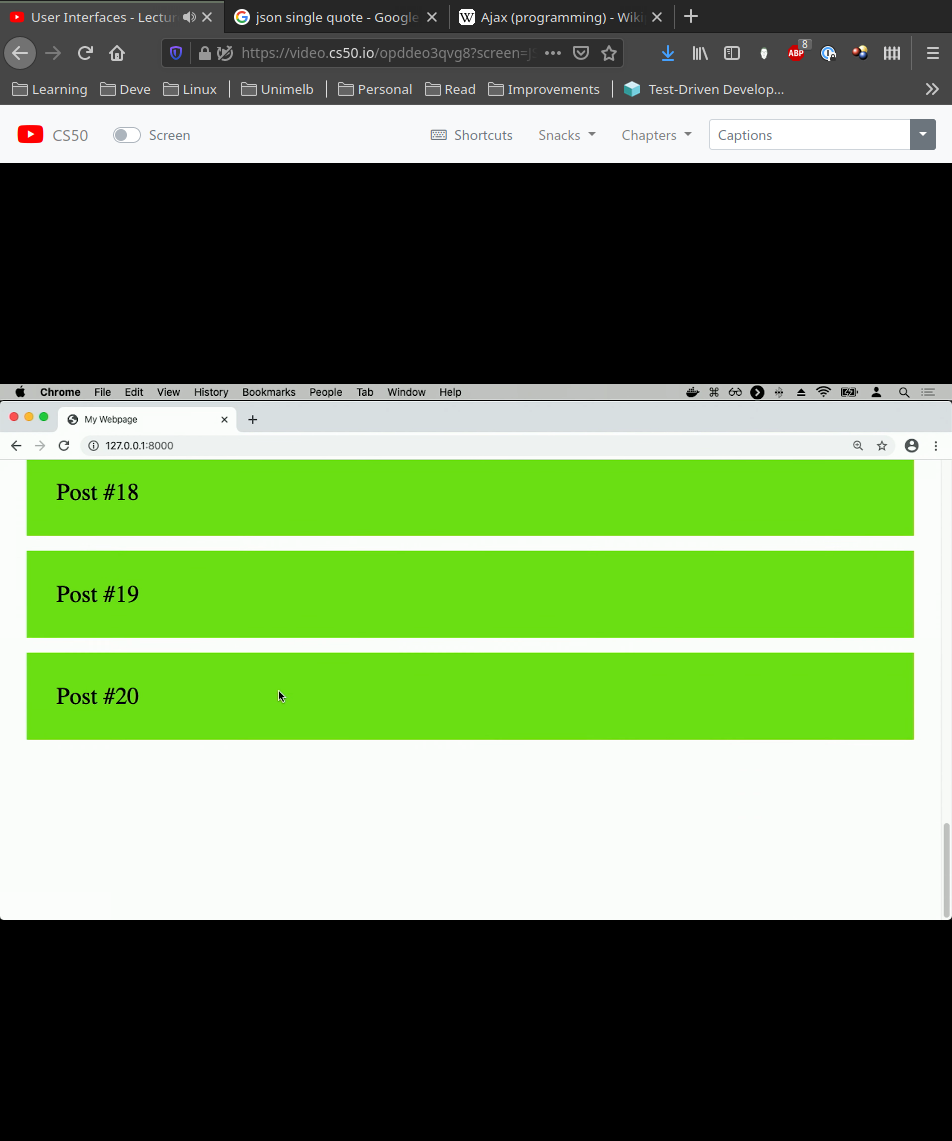 User Interfaces - Lectur
json single quote - Google
Ajax (programming) - Wiki
https://video.cs50.io/opddeo3qvg8?screen=
ABP
8
Learning
Deve
Linux
Unimelb
Personal
Read
Improvements
Test-Driven Develop...
CS50
Screen
Shortcuts
Snacks
Chapters
Captions
Chrome File Edit View History Bookmarks People Tab Window Help
My Webpage
127.0.0.1:8000
Post #18
Post #19
Post #20